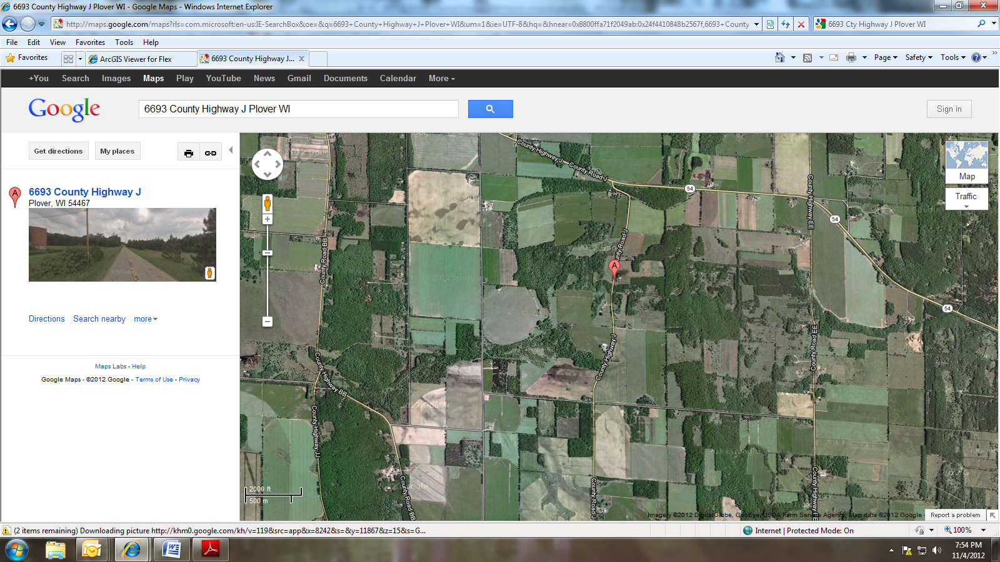 6693 County Highway J Plover WI - Google Maps - Windows Internet Explorer
http://maps.google.com/maps?rls=com.microsoft:en-us:IE-SearchBox&oe=&q=6693+County+Highway+J+Plover+WI&um=1&ie=UTF-8&hq=&hnear=0x8800ffa71f2049ab:0x24f4410848b2567f,6693+County
6693 Cty Highway J Plover WI
File Edit View Favorites Tools Help
Favorites
ArcGIS Viewer for Flex
6693 County Highway J...
Page Safety Tools
+You Search Images Maps Play YouTube News Gmail Documents Calendar More
Google
6693 County Highway J Plover WI
Sign in
Get directions
My places
A
6693 County Highway J
Plover, WI 54467
Directions Search nearby more
Maps Labs - Help
Google Maps - ©2012 Google - Terms of Use - Privacy
County Highway J
County Road J
54
County Highway EE
54
Map
Traffic
County Road BB
County Road J
A
54
County Highway J
County Road EE
County Highway BB
County Highway JJ
County Road BB
County Road J
County Highway EE
2000 ft
500 m
Imagery ©2012 DigitalGlobe, GeoEye, USDA Farm Service Agency, Map data ©2012 Google -
Report a problem
(2 items remaining) Downloading picture http://khm0.google.com/kh/v=119&src=app&x=8242&s=&y=11867&z=15&s=G...
Internet | Protected Mode: On
100%
7:54 PM
11/4/2012